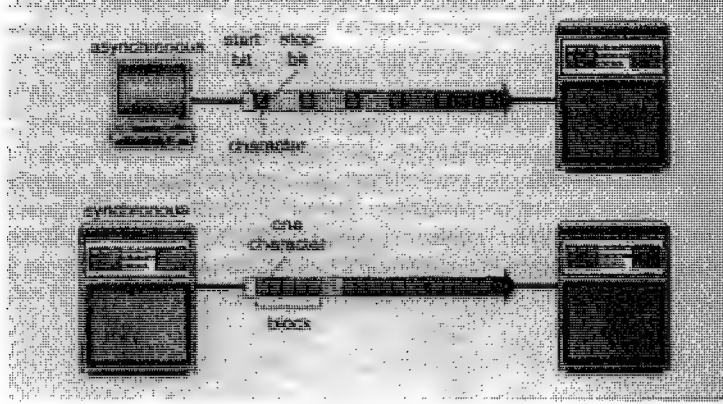 asynchronous
start stop
bit bit
character
synchronous
one
character
block